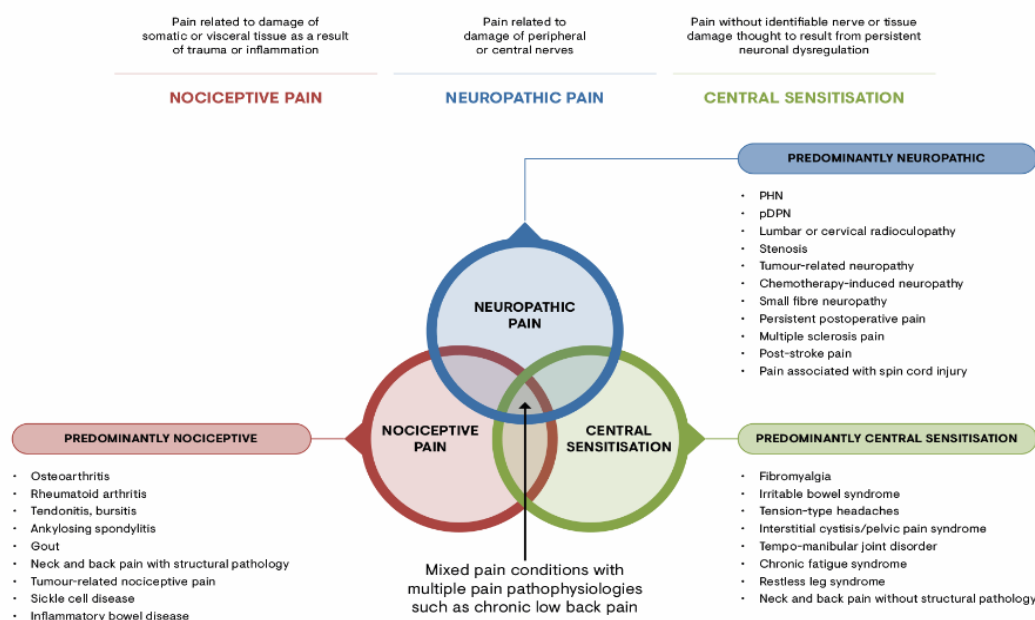 Pain related to damage of
somatic or visceral tissue as a result
of trauma or inflammation
NOCICEPTIVE PAIN
Pain related to
damage of peripheral
or central nerves
NEUROPATHIC PAIN
Pain without identifiable nerve or tissue
damage thought to result from persistent
neuronal dysregulation
CENTRAL SENSITISATION
PREDOMINANTLY NEUROPATHIC
• PHN
• pDPN
• Lumbar or cervical radioculopathy
• Stenosis
• Tumour-related neuropathy
• Chemotherapy-induced neuropathy
• Small fibre neuropathy
• Persistent postoperative pain
• Multiple sclerosis pain
• Post-stroke pain
• Pain associated with spin cord injury
NEUROPATHIC
PAIN
NOCICEPTIVE
PAIN
CENTRAL
SENSITISATION
PREDOMINANTLY NOCICEPTIVE
• Osteoarthritis
• Rheumatoid arthritis
• Tendonitis, bursitis
• Ankylosing spondylitis
• Gout
• Neck and back pain with structural pathology
• Tumour-related nociceptive pain
• Sickle cell disease
• Inflammatory bowel disease
Mixed pain conditions with
multiple pain pathophysiologies
such as chronic low back pain
PREDOMINANTLY CENTRAL SENSITISATION
• Fibromyalgia
• Irritable bowel syndrome
• Tension-type headaches
• Interstitial cystisis/pelvic pain syndrome
• Tempo-manibular joint disorder
• Chronic fatigue syndrome
• Restless leg syndrome
• Neck and back pain without structural pathology